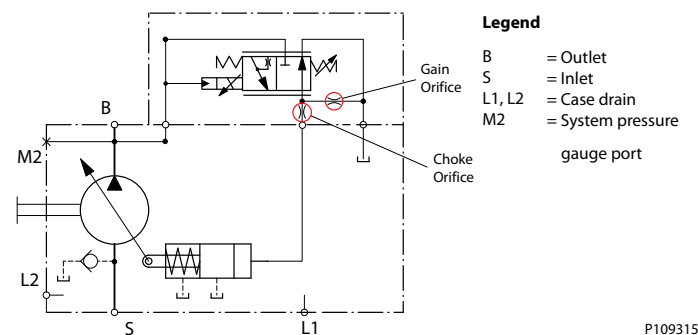 Legend
B = Outlet
S = Inlet
L1, L2 = Case drain
M2 = System pressure
gauge port
Gain
Orifice
Choke
Orifice
B
M2
L2
S
L1
P109315